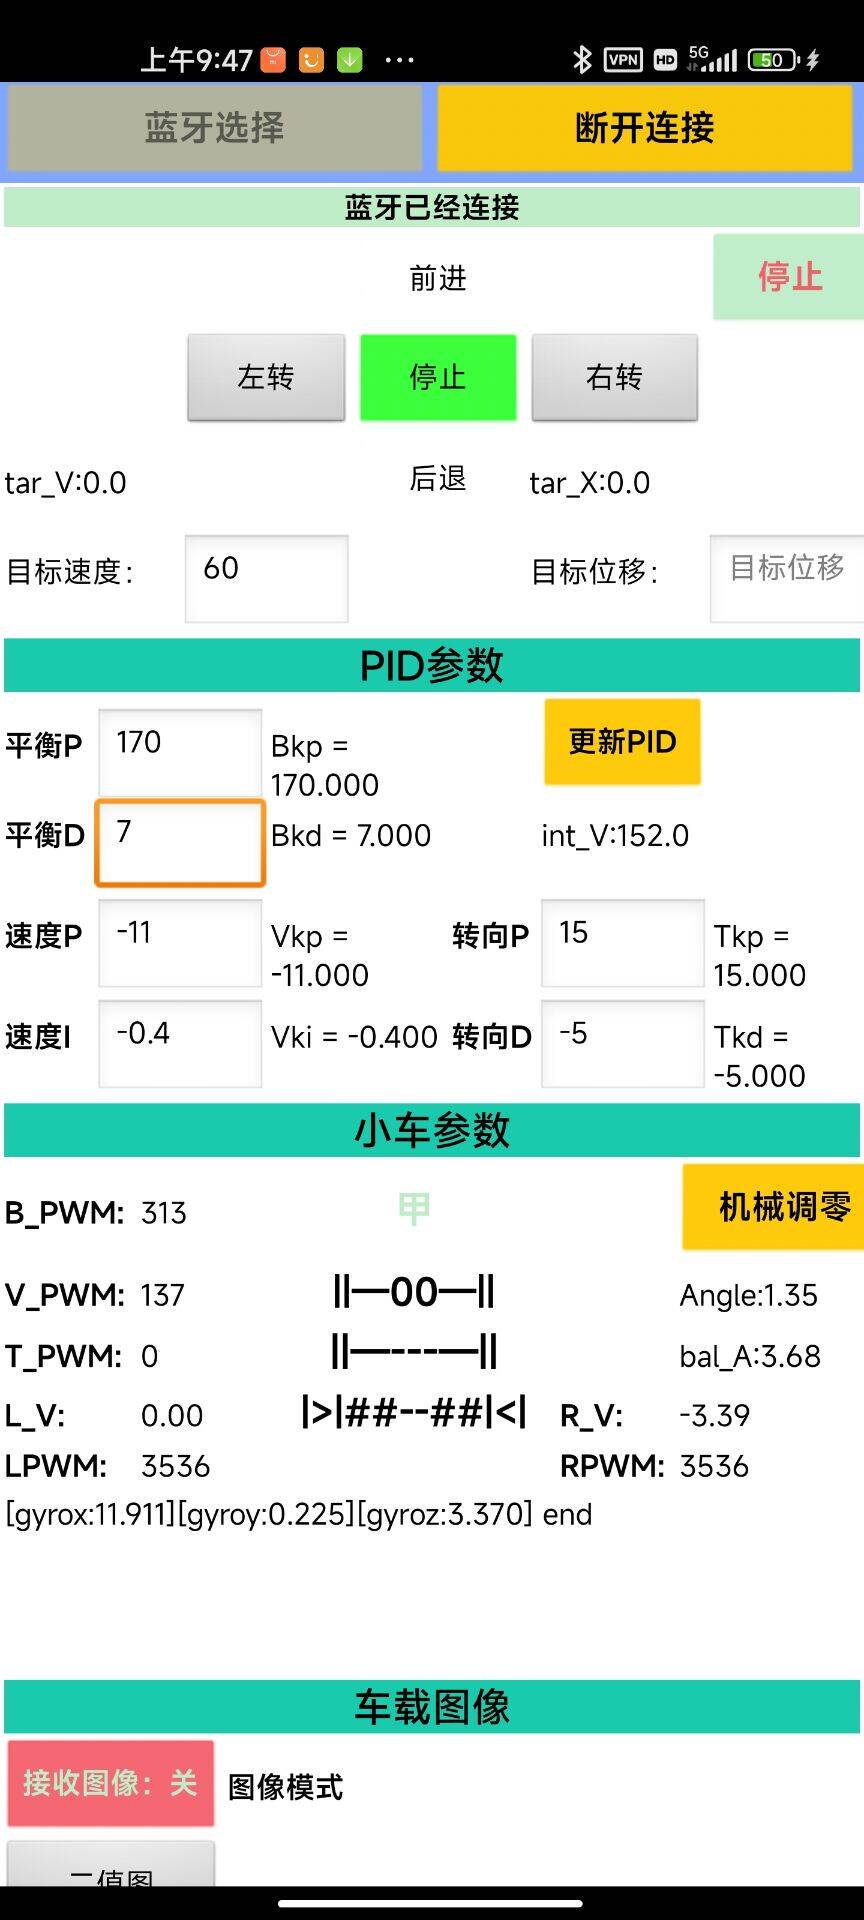 上午9:47 ... VPN HD 5G 50
蓝牙选择 断开连接
蓝牙已经连接
前进 停止
左转 停止 右转
tar_V:0.0 后退 tar_X:0.0
目标速度: 60 目标位移: 目标位移
PID参数
平衡P 170 Bkp = 更新PID
170.000
平衡D 7 Bkd = 7.000 int_V:152.0
速度P -11 Vkp = 转向P 15 Tkp =
-11.000 15.000
速度I -0.4 Vki = -0.400 转向D -5 Tkd =
-5.000
小车参数
B_PWM: 313 甲 机械调零
V_PWM: 137 ||—00—|| Angle:1.35
T_PWM: 0 ||—---—|| bal_A:3.68
L_V: 0.00 |>|##--##|<| R_V: -3.39
LPWM: 3536 RPWM: 3536
[gyrox:11.911][gyroy:0.225][gyroz:3.370] end
车载图像
接收图像：关 图像模式
二值图